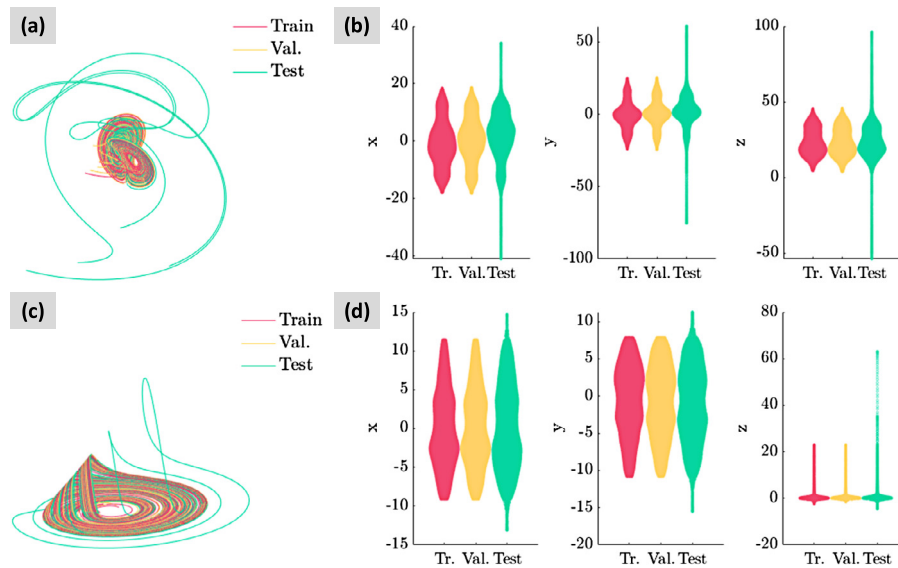 (a)
Train
Val.
Test
(b)
40
20
0
-20
-40
x
Tr. Val. Test
50
0
-50
-100
y
Tr. Val. Test
100
50
0
-50
z
Tr. Val. Test
(c)
Train
Val.
Test
(d)
15
10
5
0
-5
-10
-15
x
Tr. Val. Test
10
5
0
-5
-10
-15
-20
y
Tr. Val. Test
80
60
40
20
0
-20
z
Tr. Val. Test